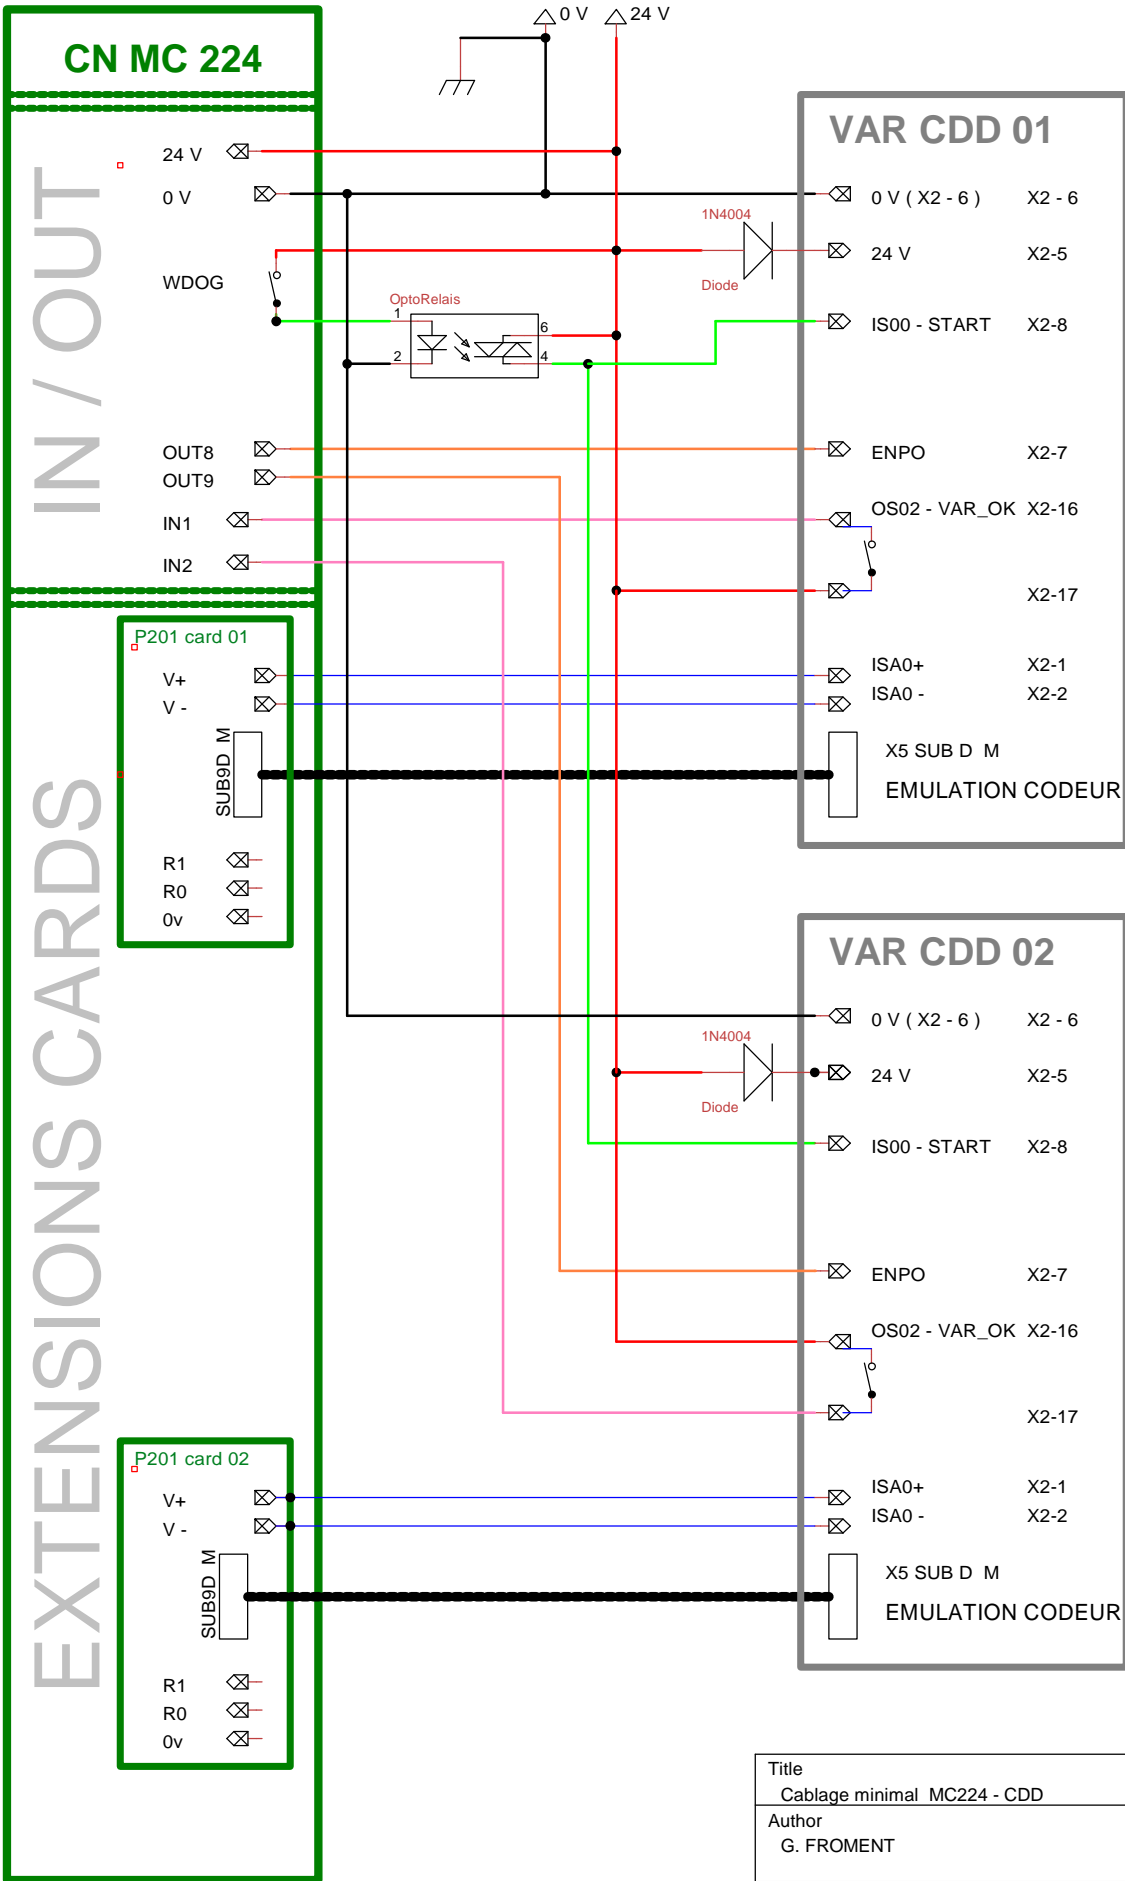 0 V
24 V
CN MC 224
IN / OUT
24 V
0 V
WDOG
OptoRelais
1
2
6
4
OUT8
OUT9
IN1
IN2
1N4004
Diode
VAR CDD 01
0 V ( X2 - 6 ) X2 - 6
24 V X2-5
IS00 - START X2-8
ENPO X2-7
OS02 - VAR_OK X2-16
X2-17
ISA0+ X2-1
ISA0 - X2-2
X5 SUB D M
EMULATION CODEUR
EXTENSIONS CARDS
P201 card 01
V+
V -
SUB9D M
R1
R0
0v
1N4004
Diode
VAR CDD 02
0 V ( X2 - 6 ) X2 - 6
24 V X2-5
IS00 - START X2-8
ENPO X2-7
OS02 - VAR_OK X2-16
X2-17
ISA0+ X2-1
ISA0 - X2-2
X5 SUB D M
EMULATION CODEUR
P201 card 02
V+
V -
SUB9D M
R1
R0
0v
Title
Cablage minimal MC224 - CDD
Author
G. FROMENT